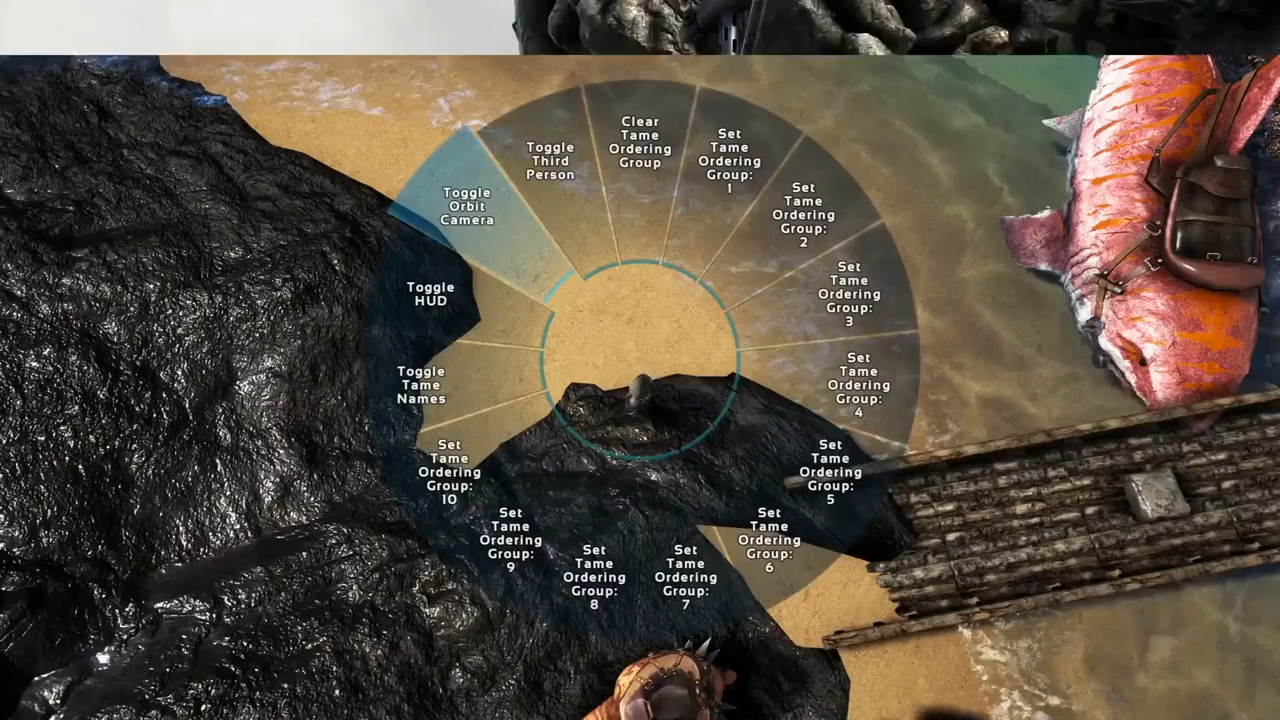 Clear
Tame
Ordering
Group
Set
Tame
Ordering
Group:
1
Set
Tame
Ordering
Group:
2
Set
Tame
Ordering
Group:
3
Set
Tame
Ordering
Group:
4
Set
Tame
Ordering
Group:
5
Set
Tame
Ordering
Group:
6
Set
Tame
Ordering
Group:
7
Set
Tame
Ordering
Group:
8
Set
Tame
Ordering
Group:
9
Set
Tame
Ordering
Group:
10
Toggle
Tame
Names
Toggle
HUD
Toggle
Orbit
Camera
Toggle
Third
Person